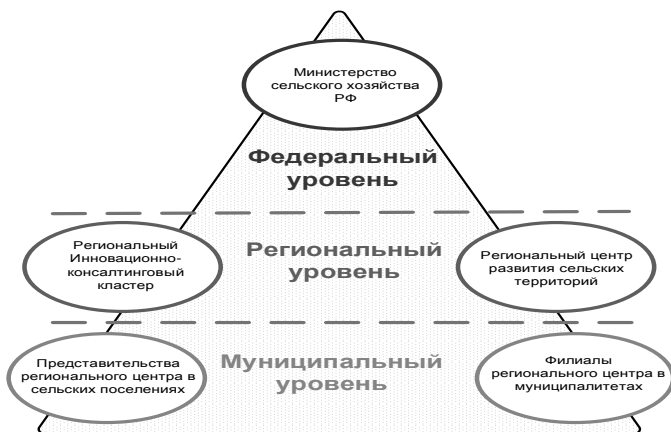 Министерство
сельского хозяйства
РФ
Федеральный
уровень
Региональный
Инновационно-
консалтинговый
кластер
Региональный
уровень
Региональный центр
развития сельских
территорий
Представительства
регионального центра в
сельских поселениях
Муниципальный
уровень
Филиалы
регионального центра в
муниципалитетах